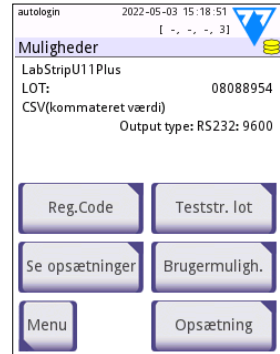 autologin 2022-05-03 15:18:51
[ -, -, -, 3]
Muligheder
LabStripU11Plus
LOT: 08088954
CSV(kommateret værdi)
Output type: RS232: 9600
Reg.Code Teststr. lot
Se opsætninger Brugermuligh.
Menu Opsætning